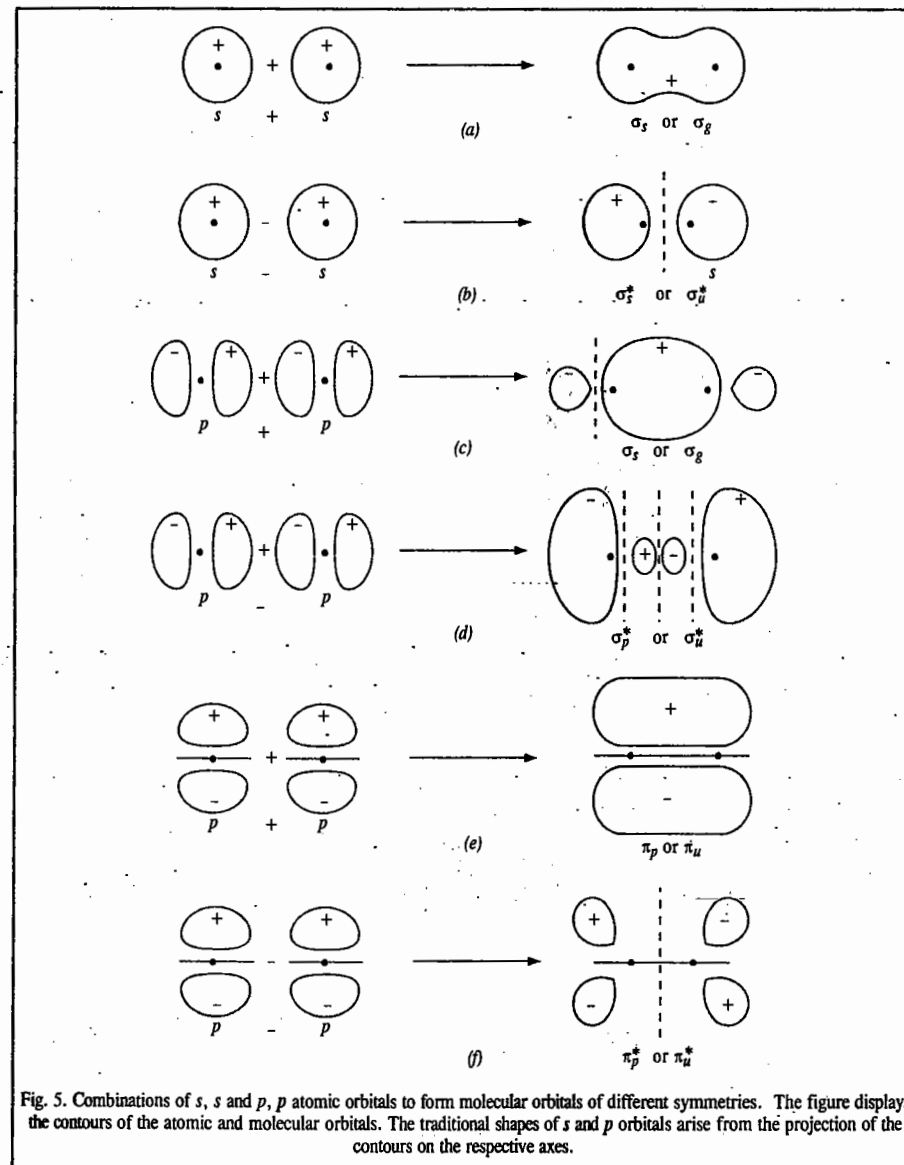 + + + +
s + s
(a)
σs or σg
+ + − + −
s − s s
(b)
σs* or σu*
− + + − + − + −
p + p
(c)
σs or σg
− + + − + − + − +
p − p
(d)
σp* or σu*
+ + +
+
− − −
p + p
(e)
πp or πu
+ + + −
−
− − − +
p − p
(f)
πp* or πu*
Fig. 5. Combinations of s, s and p, p atomic orbitals to form molecular orbitals of different symmetries. The figure display
the contours of the atomic and molecular orbitals. The traditional shapes of s and p orbitals arise from the projection of the
contours on the respective axes.